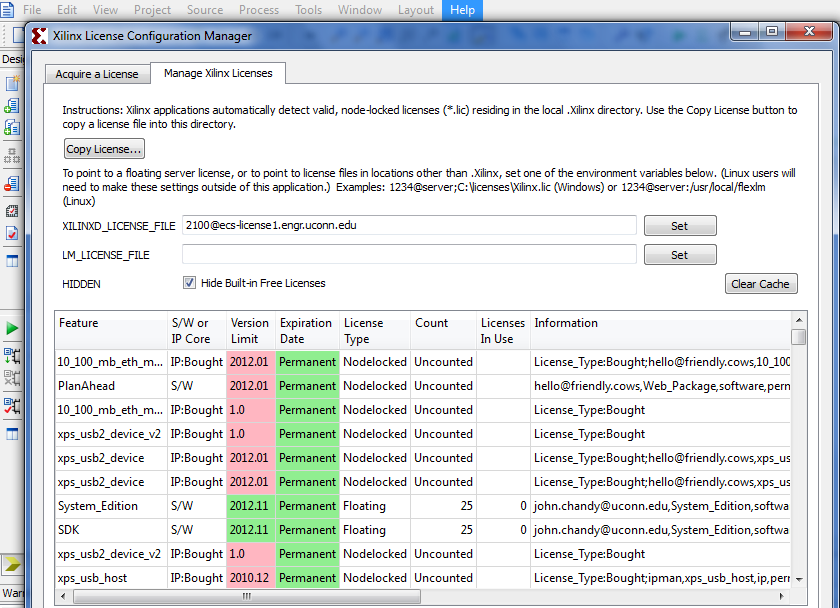 File Edit View Project Source Process Tools Window Layout Help
Xilinx License Configuration Manager
Desi
Acquire a License Manage Xilinx Licenses
Instructions: Xilinx applications automatically detect valid, node-locked licenses (*.lic) residing in the local .Xilinx directory. Use the Copy License button to
copy a license file into this directory.
Copy License...
To point to a floating server license, or to point to license files in locations other than .Xilinx, set one of the environment variables below. (Linux users will
need to make these settings outside of this application.) Examples: 1234@server;C:\licenses\Xilinx.lic (Windows) or 1234@server:/usr/local/flexlm
(Linux)
XILINXD_LICENSE_FILE 2100@ecs-license1.engr.uconn.edu Set
LM_LICENSE_FILE Set
HIDDEN Hide Built-in Free Licenses Clear Cache
Feature S/W or Version Expiration License Count Licenses Information
IP Core Limit Date Type In Use
10_100_mb_eth_m... IP:Bought 2012.01 Permanent Nodelocked Uncounted License_Type:Bought;hello@friendly.cows,10_100
PlanAhead S/W 2012.01 Permanent Nodelocked Uncounted hello@friendly.cows,Web_Package,software,perm
10_100_mb_eth_m... IP:Bought 1.0 Permanent Nodelocked Uncounted License_Type:Bought
xps_usb2_device_v2 IP:Bought 1.0 Permanent Nodelocked Uncounted License_Type:Bought
xps_usb2_device IP:Bought 2012.01 Permanent Nodelocked Uncounted License_Type:Bought;hello@friendly.cows,xps_us
xps_usb2_device IP:Bought 2012.01 Permanent Nodelocked Uncounted License_Type:Bought;hello@friendly.cows,xps_us
System_Edition S/W 2012.11 Permanent Floating 25 0 john.chandy@uconn.edu,System_Edition,softwa
SDK S/W 2012.11 Permanent Floating 25 0 john.chandy@uconn.edu,System_Edition,softwa
xps_usb2_device_v2 IP:Bought 1.0 Permanent Nodelocked Uncounted License_Type:Bought
xps_usb_host IP:Bought 2010.12 Permanent Nodelocked Uncounted License_Type:Bought;ipman,xps_usb_host,ip,perm
Warn